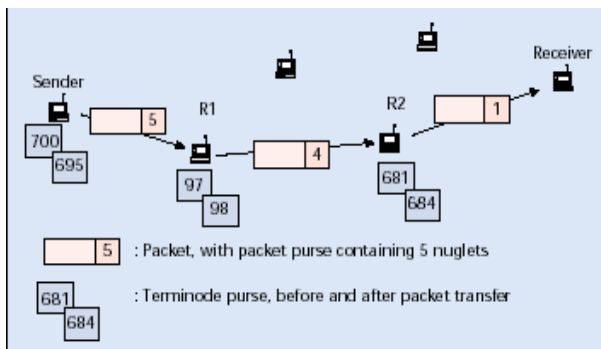 Receiver
Sender
R1
R2
5
1
4
700
695
97
98
681
684
5 : Packet, with packet purse containing 5 nuglets
681
684 : Terminode purse, before and after packet transfer